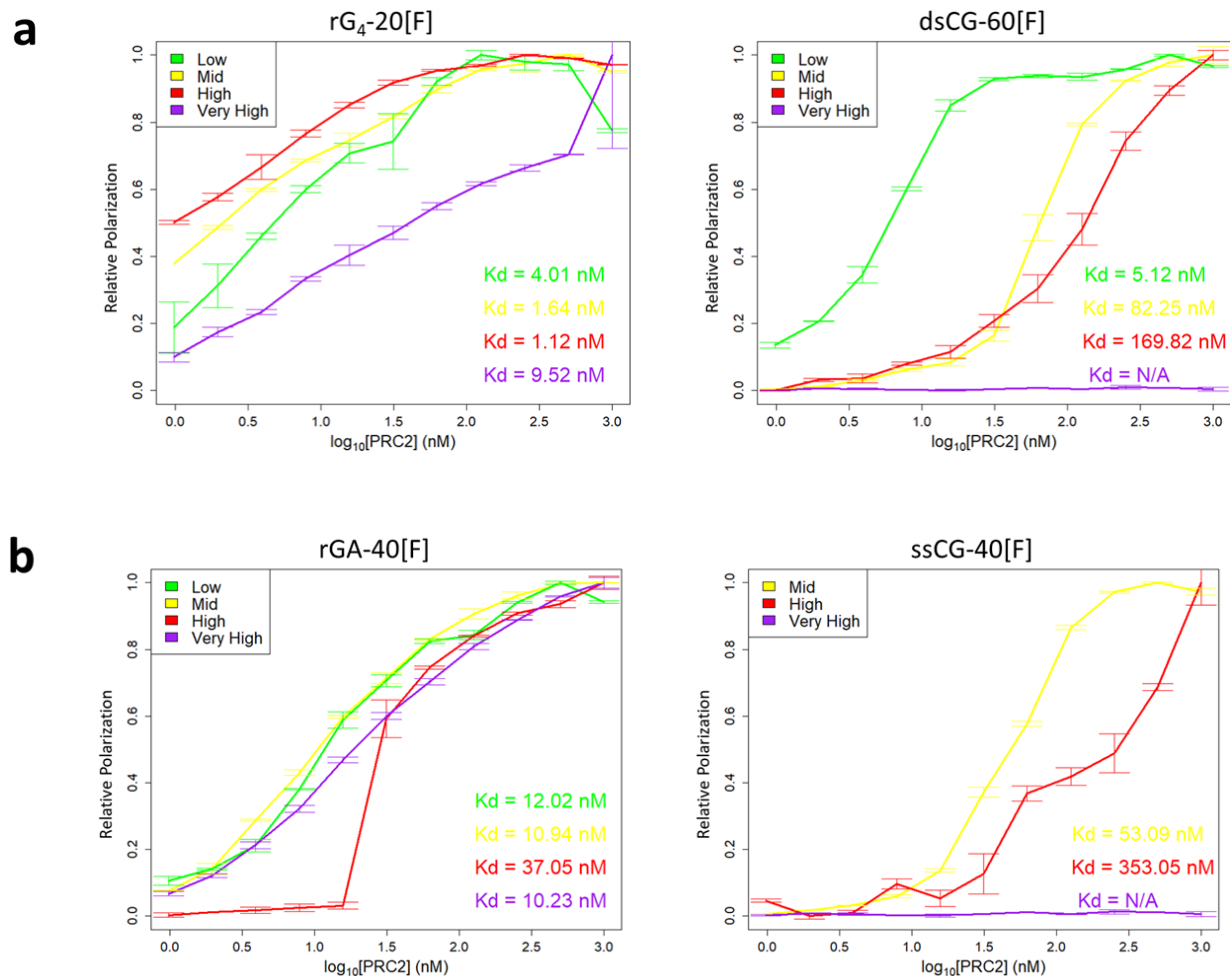 a
rG₄-20[F]
Low
Mid
High
Very High
Relative Polarization
1.0
0.8
0.6
0.4
0.2
0.0
Kd = 4.01 nM
Kd = 1.64 nM
Kd = 1.12 nM
Kd = 9.52 nM
0.0 0.5 1.0 1.5 2.0 2.5 3.0
log₁₀[PRC2] (nM)
dsCG-60[F]
Low
Mid
High
Very High
Relative Polarization
1.0
0.8
0.6
0.4
0.2
0.0
Kd = 5.12 nM
Kd = 82.25 nM
Kd = 169.82 nM
Kd = N/A
0.0 0.5 1.0 1.5 2.0 2.5 3.0
log₁₀[PRC2] (nM)
b
rGA-40[F]
Low
Mid
High
Very High
Relative Polarization
1.0
0.8
0.6
0.4
0.2
0.0
Kd = 12.02 nM
Kd = 10.94 nM
Kd = 37.05 nM
Kd = 10.23 nM
0.0 0.5 1.0 1.5 2.0 2.5 3.0
log₁₀[PRC2] (nM)
ssCG-40[F]
Mid
High
Very High
Relative Polarization
1.0
0.8
0.6
0.4
0.2
0.0
Kd = 53.09 nM
Kd = 353.05 nM
Kd = N/A
0.0 0.5 1.0 1.5 2.0 2.5 3.0
log₁₀[PRC2] (nM)